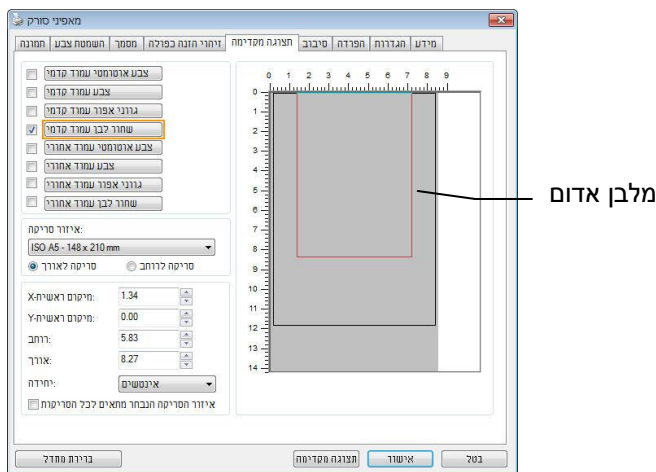 מאפיני סורק
תמונה השמטת צבע מסמך זיהוי הזנה כפולה תצוגה מקדימה סיבוב הפרדה הגדרות מידע
צבע אוטומטי עמוד קדמי
צבע עמוד קדמי
גרווני אפור עמוד קדמי
שחור לבן עמוד קדמי
צבע אוטומטי עמוד אחורי
צבע עמוד אחורי
גרווני אפור עמוד אחורי
שחור לבן עמוד אחורי
איזור סריקה:
ISO A5 - 148 x 210 mm
סריקה לאורך סריקה לרוחב
X-מיקום ראשית: 1.34
Y-מיקום ראשית: 0.00
רוחב: 5.83
אורך: 8.27
יחידה: אינטשים
איזור הסריקה הנבחר מתאים לכל הסריקות
0 1 2 3 4 5 6 7 8 9
0
1
2
3
4
5
6
7
8
9
10
11
12
13
14
מלבן אדום
ברירת מחדל תצוגה מקדימה אישור בטל